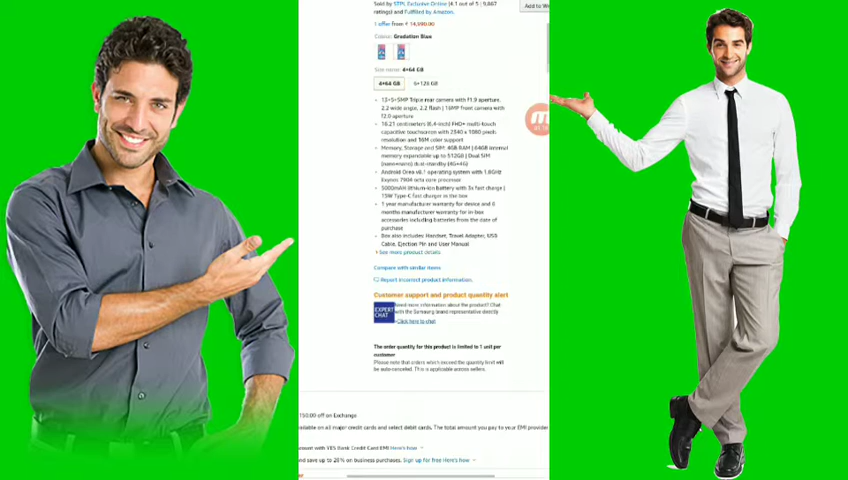 Sold by STPL Exclusive Online (4.1 out of 5 | 9,667
ratings) and Fulfilled by Amazon.
Add to Wi
1 offer from ₹ 14,990.00
Colour: Gradation Blue
Size name: 4+64 GB
4+64 GB
6+128 GB
13+5+5MP Triple rear camera with f1.9 aperture,
2.2 wide angle, 2.2 flash | 16MP front camera with
f2.0 aperture
16.21 centimeters (6.4-inch) FHD+ multi-touch
capacitive touchscreen with 2340 x 1080 pixels
resolution and 16M color support
Memory, Storage and SIM: 4GB RAM | 64GB internal
memory expandable up to 512GB | Dual SIM
(nano+nano) dual-standby (4G+4G)
Android Oreo v8.1 operating system with 1.8GHz
Exynos 7904 octa core processor
5000mAH lithium-ion battery with 3x fast charge |
15W Type-C fast charger in the box
1 year manufacturer warranty for device and 6
months manufacturer warranty for in-box
accessories including batteries from the date of
purchase
Box also includes: Handset, Travel Adapter, USB
Cable, Ejection Pin and User Manual
› See more product details
Compare with similar items
Report incorrect product information.
Customer support and product quantity alert
EXPERT CHAT
Need more information about the product? Chat
with the Samsung brand representative directly
Click here to chat
The order quantity for this product is limited to 1 unit per
customer
Please note that orders which exceed the quantity limit will
be auto-canceled. This is applicable across sellers.
150.00 off on Exchange
ailable on all major credit cards and select debit cards. The total amount you pay to your EMI provider
count with YES Bank Credit Card EMI Here's how
nd save up to 28% on business purchases. Sign up for free Here's how